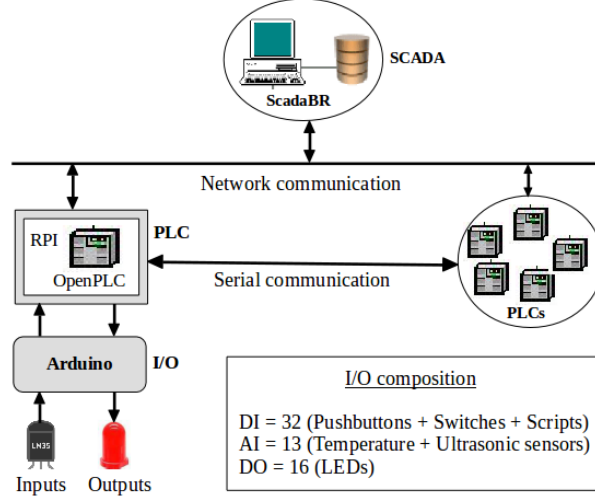 SCADA
ScadaBR
Network communication
PLC
RPI
OpenPLC
Serial communication
PLCs
Arduino
I/O
LM35
Inputs
Outputs
I/O composition
DI = 32 (Pushbuttons + Switches + Scripts)
AI = 13 (Temperature + Ultrasonic sensors)
DO = 16 (LEDs)